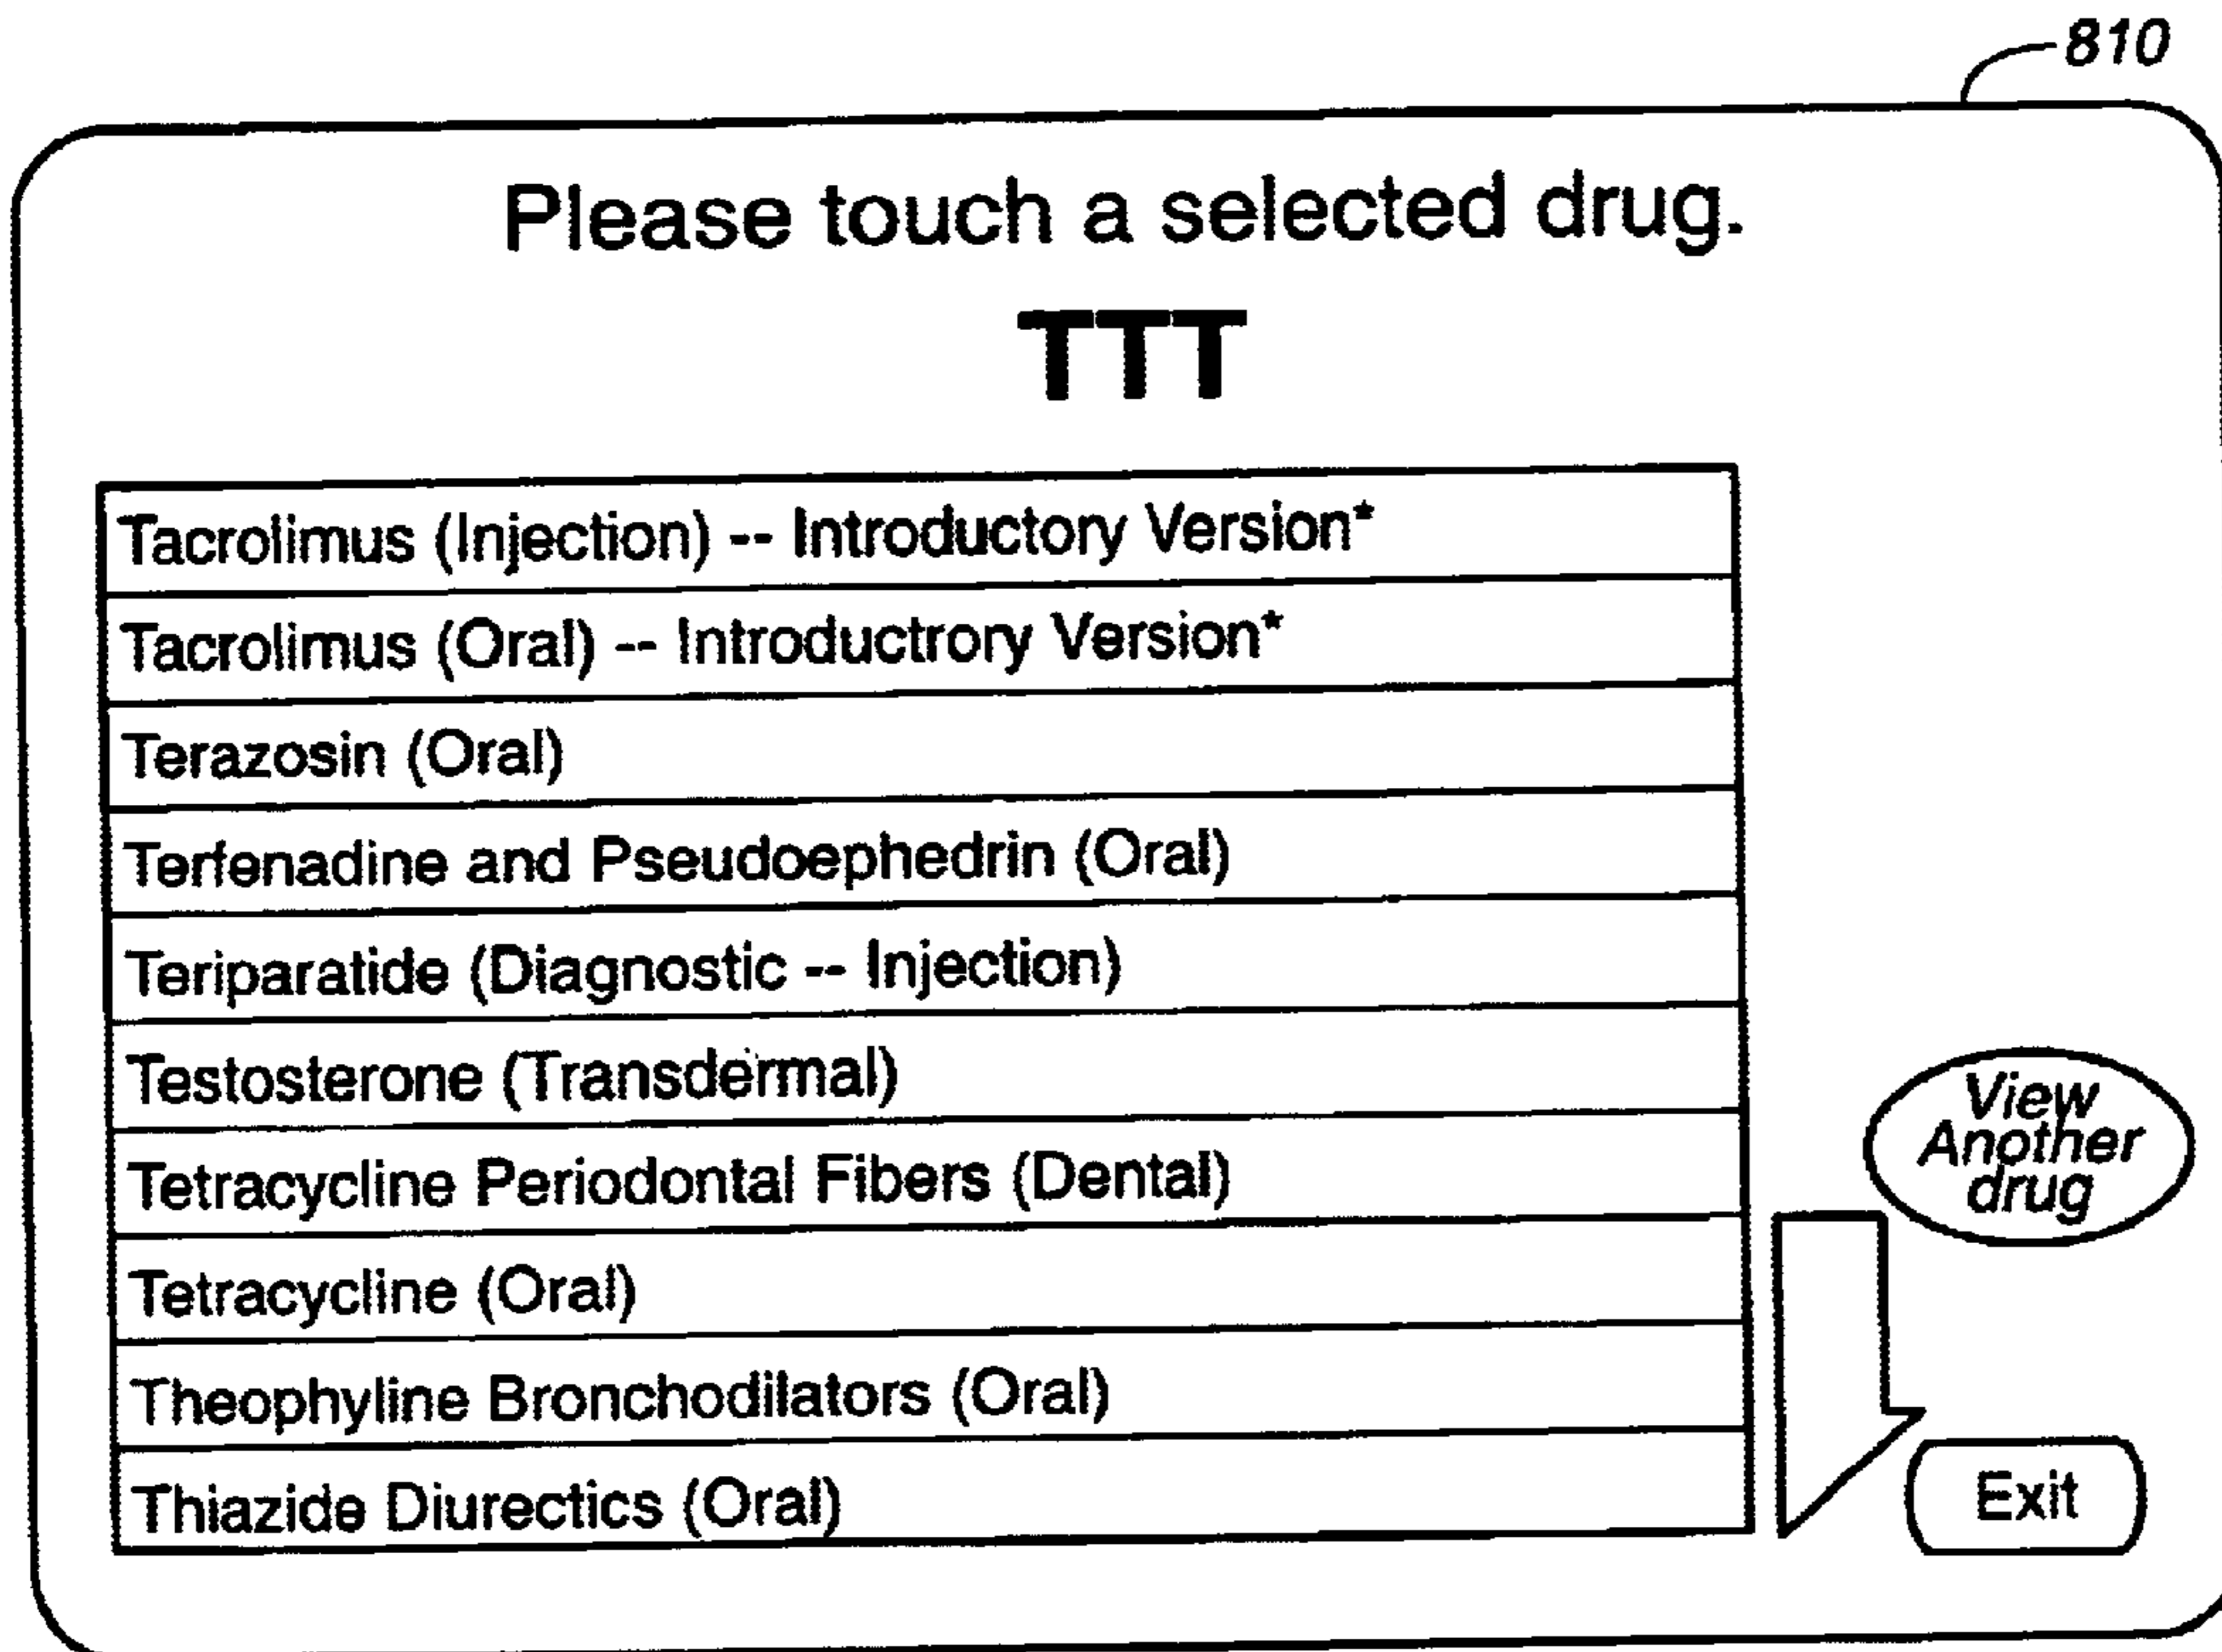 810
Please touch a selected drug.
TTT
Tacrolimus (Injection) -- Introductory Version*
Tacrolimus (Oral) -- Introductrory Version*
Terazosin (Oral)
Terfenadine and Pseudoephedrin (Oral)
Teriparatide (Diagnostic -- Injection)
Testosterone (Transdermal)
Tetracycline Periodontal Fibers (Dental)
Tetracycline (Oral)
Theophyline Bronchodilators (Oral)
Thiazide Diurectics (Oral)
View
Another
drug
Exit